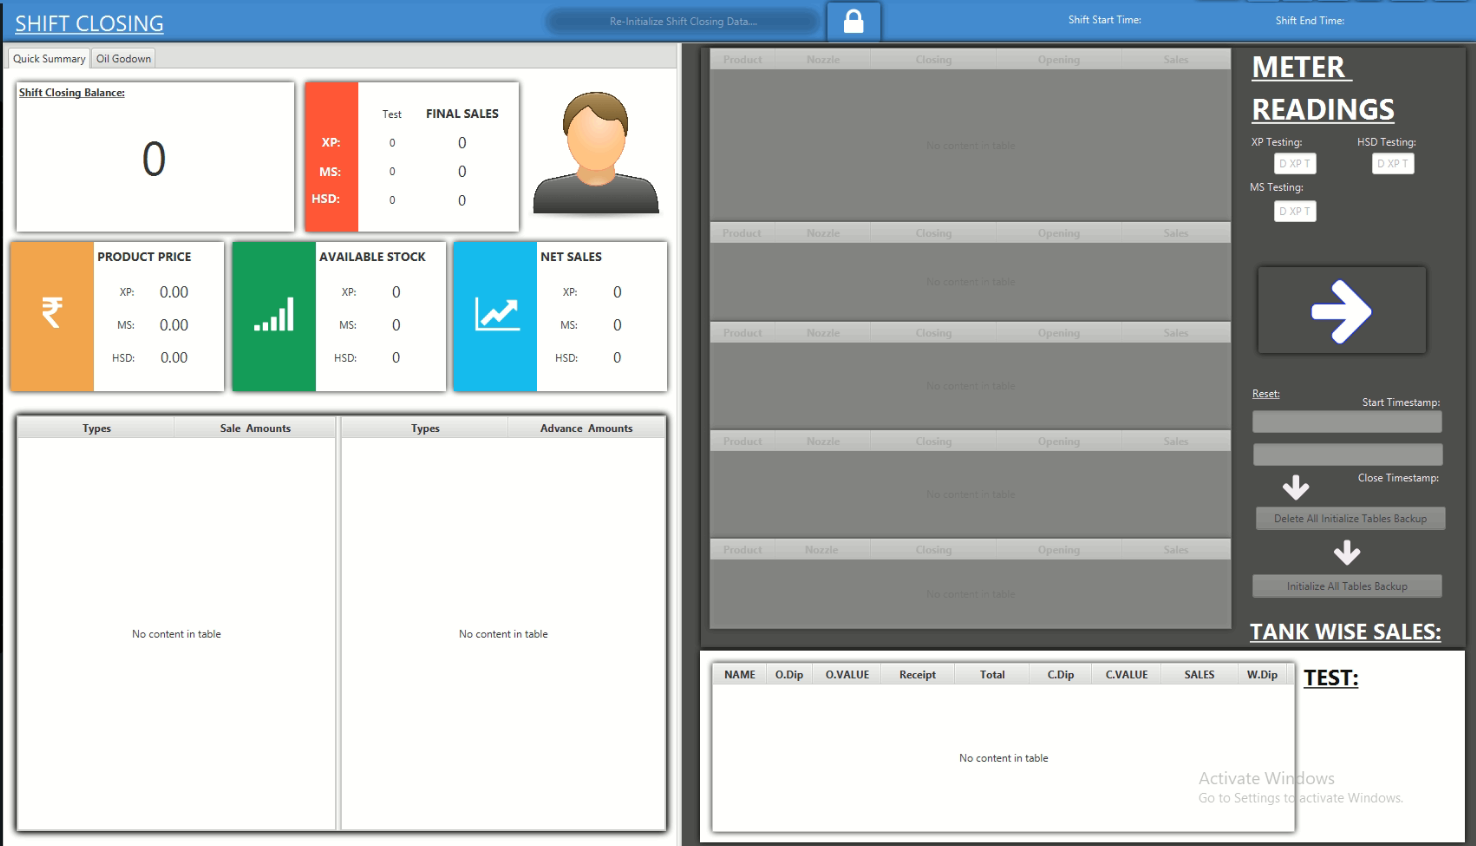 SHIFT CLOSING
Re-Initialize Shift Closing Data....
Shift Start Time:
Shift End Time:
Quick Summary
Oil Godown
Shift Closing Balance:
0
Test FINAL SALES
XP: 0 0
MS: 0 0
HSD: 0 0
PRODUCT PRICE
XP: 0.00
MS: 0.00
HSD: 0.00
AVAILABLE STOCK
XP: 0
MS: 0
HSD: 0
NET SALES
XP: 0
MS: 0
HSD: 0
Types Sale Amounts
No content in table
Types Advance Amounts
No content in table
Product Nozzle Closing Opening Sales
No content in table
Product Nozzle Closing Opening Sales
No content in table
Product Nozzle Closing Opening Sales
No content in table
Product Nozzle Closing Opening Sales
No content in table
Product Nozzle Closing Opening Sales
No content in table
METER
READINGS
XP Testing:
D XP T
HSD Testing:
D XP T
MS Testing:
D XP T
Reset:
Start Timestamp:
Close Timestamp:
Delete All Initialize Tables Backup
Initialize All Tables Backup
TANK WISE SALES:
NAME O.Dip O.VALUE Receipt Total C.Dip C.VALUE SALES W.Dip
No content in table
TEST:
Activate Windows
Go to Settings to activate Windows.